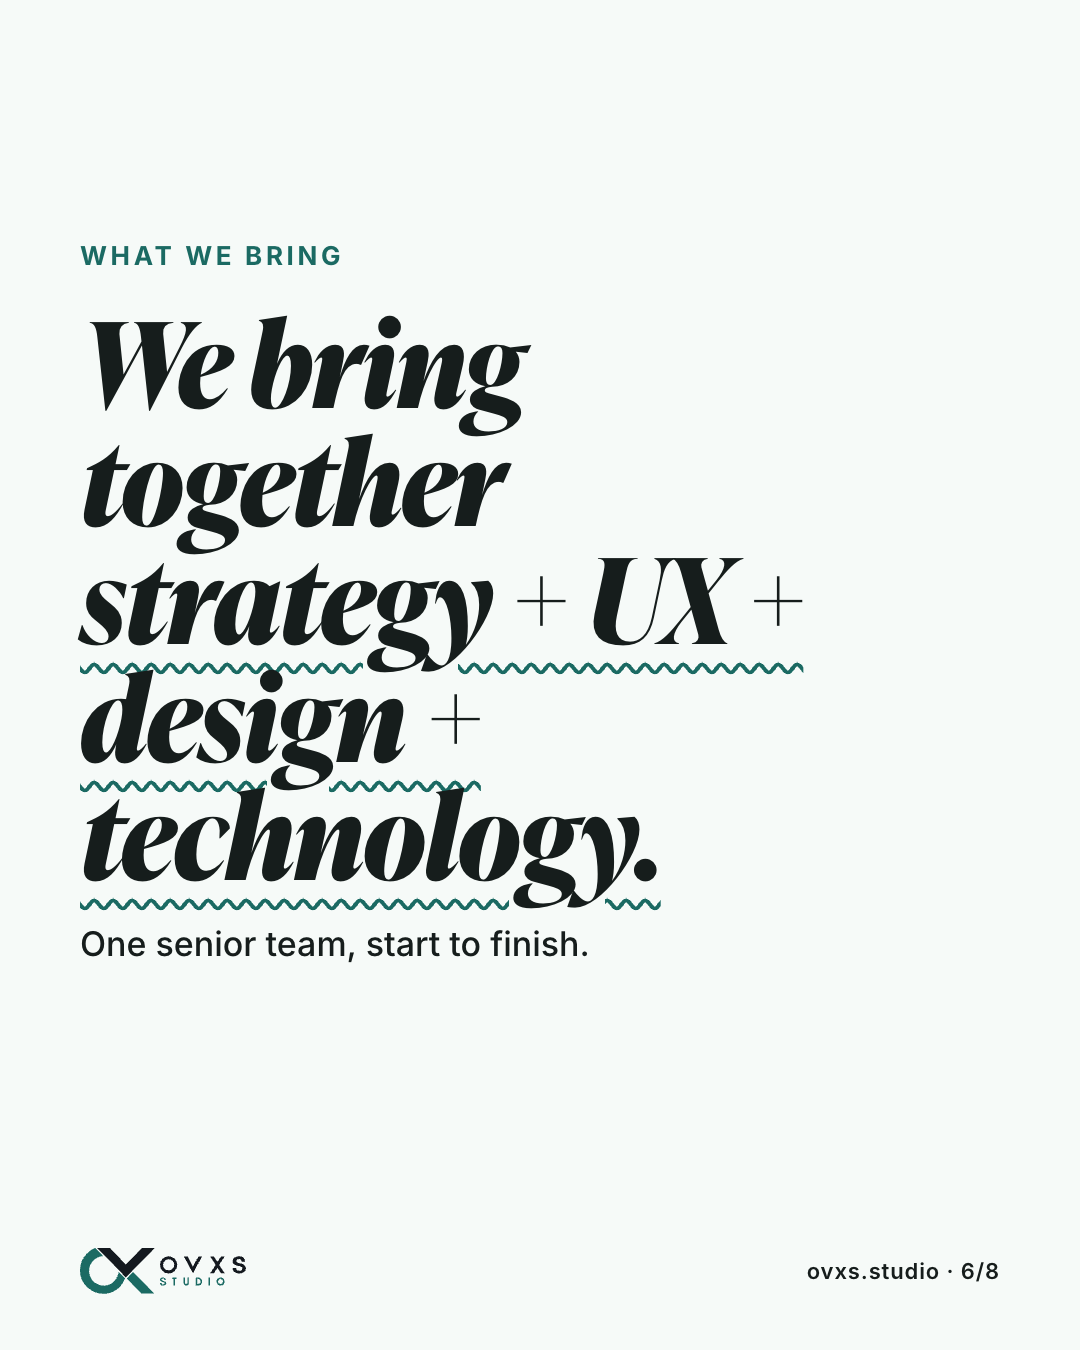 WHAT WE BRING
We bring
together
strategy + UX +
design +
technology.
One senior team, start to finish.
OVXS
STUDIO
ovxs.studio · 6/8